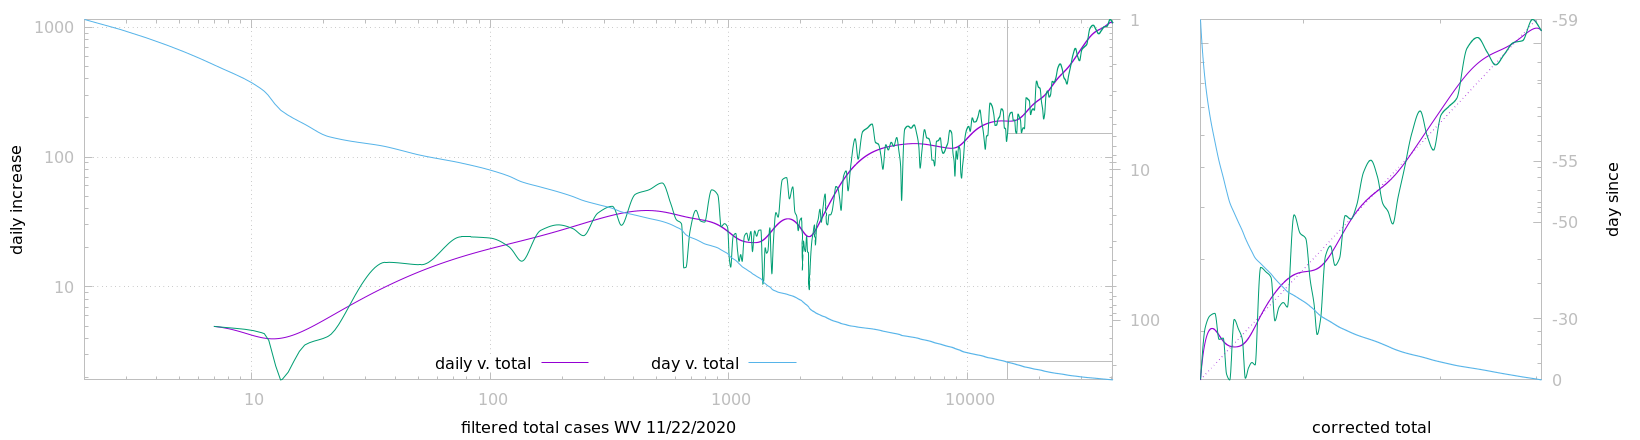 1000
100
10
daily increase
10
100
1000
10000
filtered total cases WV 11/22/2020
daily v. total
day v. total
1
10
100
-59
-55
-50
-30
0
day since
corrected total